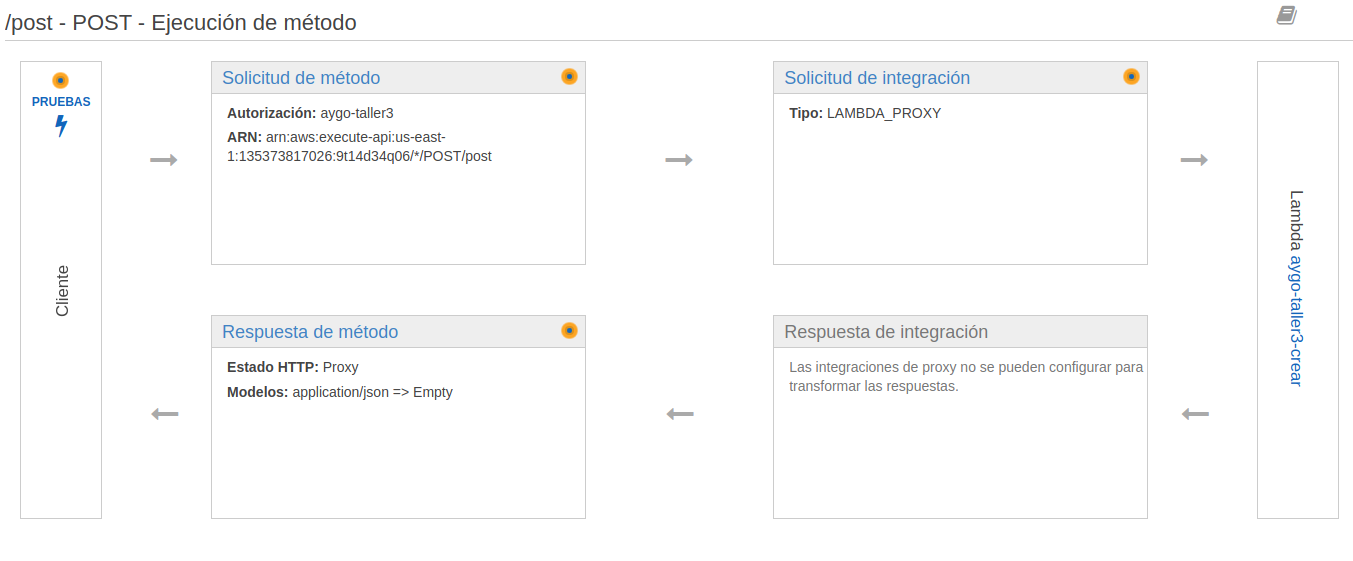 /post - POST - Ejecución de método
PRUEBAS
Cliente
Solicitud de método
Autorización: aygo-taller3
ARN: arn:aws:execute-api:us-east-
1:135373817026:9t14d34q06/*/POST/post
Solicitud de integración
Tipo: LAMBDA_PROXY
Lambda aygo-taller3-crear
Respuesta de método
Estado HTTP: Proxy
Modelos: application/json => Empty
Respuesta de integración
Las integraciones de proxy no se pueden configurar para
transformar las respuestas.